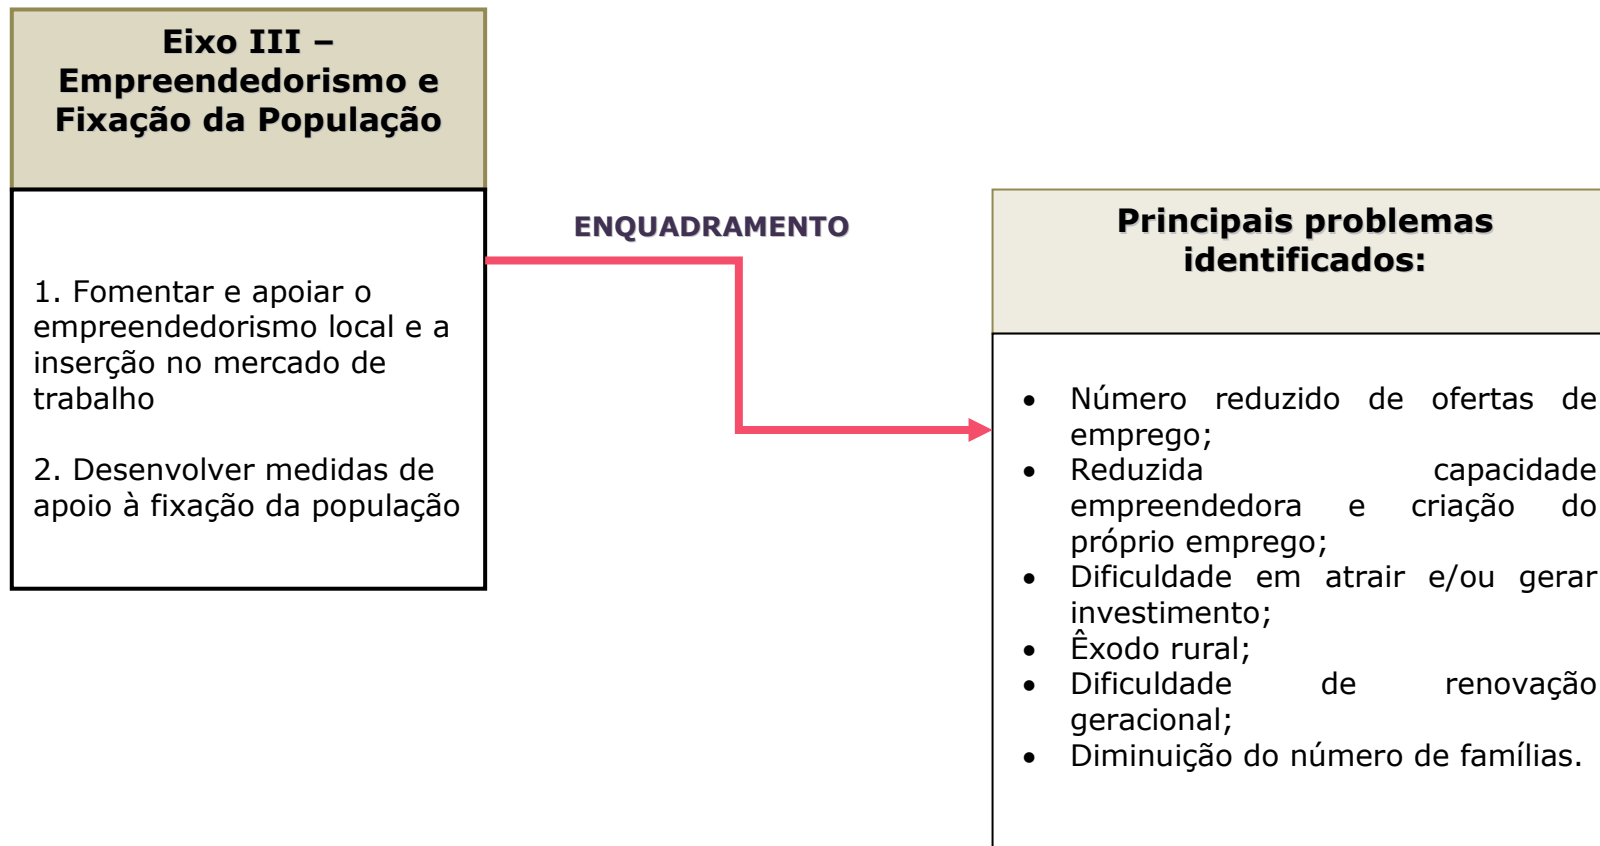 Eixo III –
Empreendedorismo e
Fixação da População
1. Fomentar e apoiar o
empreendedorismo local e a
inserção no mercado de
trabalho
2. Desenvolver medidas de
apoio à fixação da população
ENQUADRAMENTO
Principais problemas
identificados:
• Número reduzido de ofertas de
emprego;
• Reduzida capacidade
empreendedora e criação do
próprio emprego;
• Dificuldade em atrair e/ou gerar
investimento;
• Êxodo rural;
• Dificuldade de renovação
geracional;
• Diminuição do número de famílias.